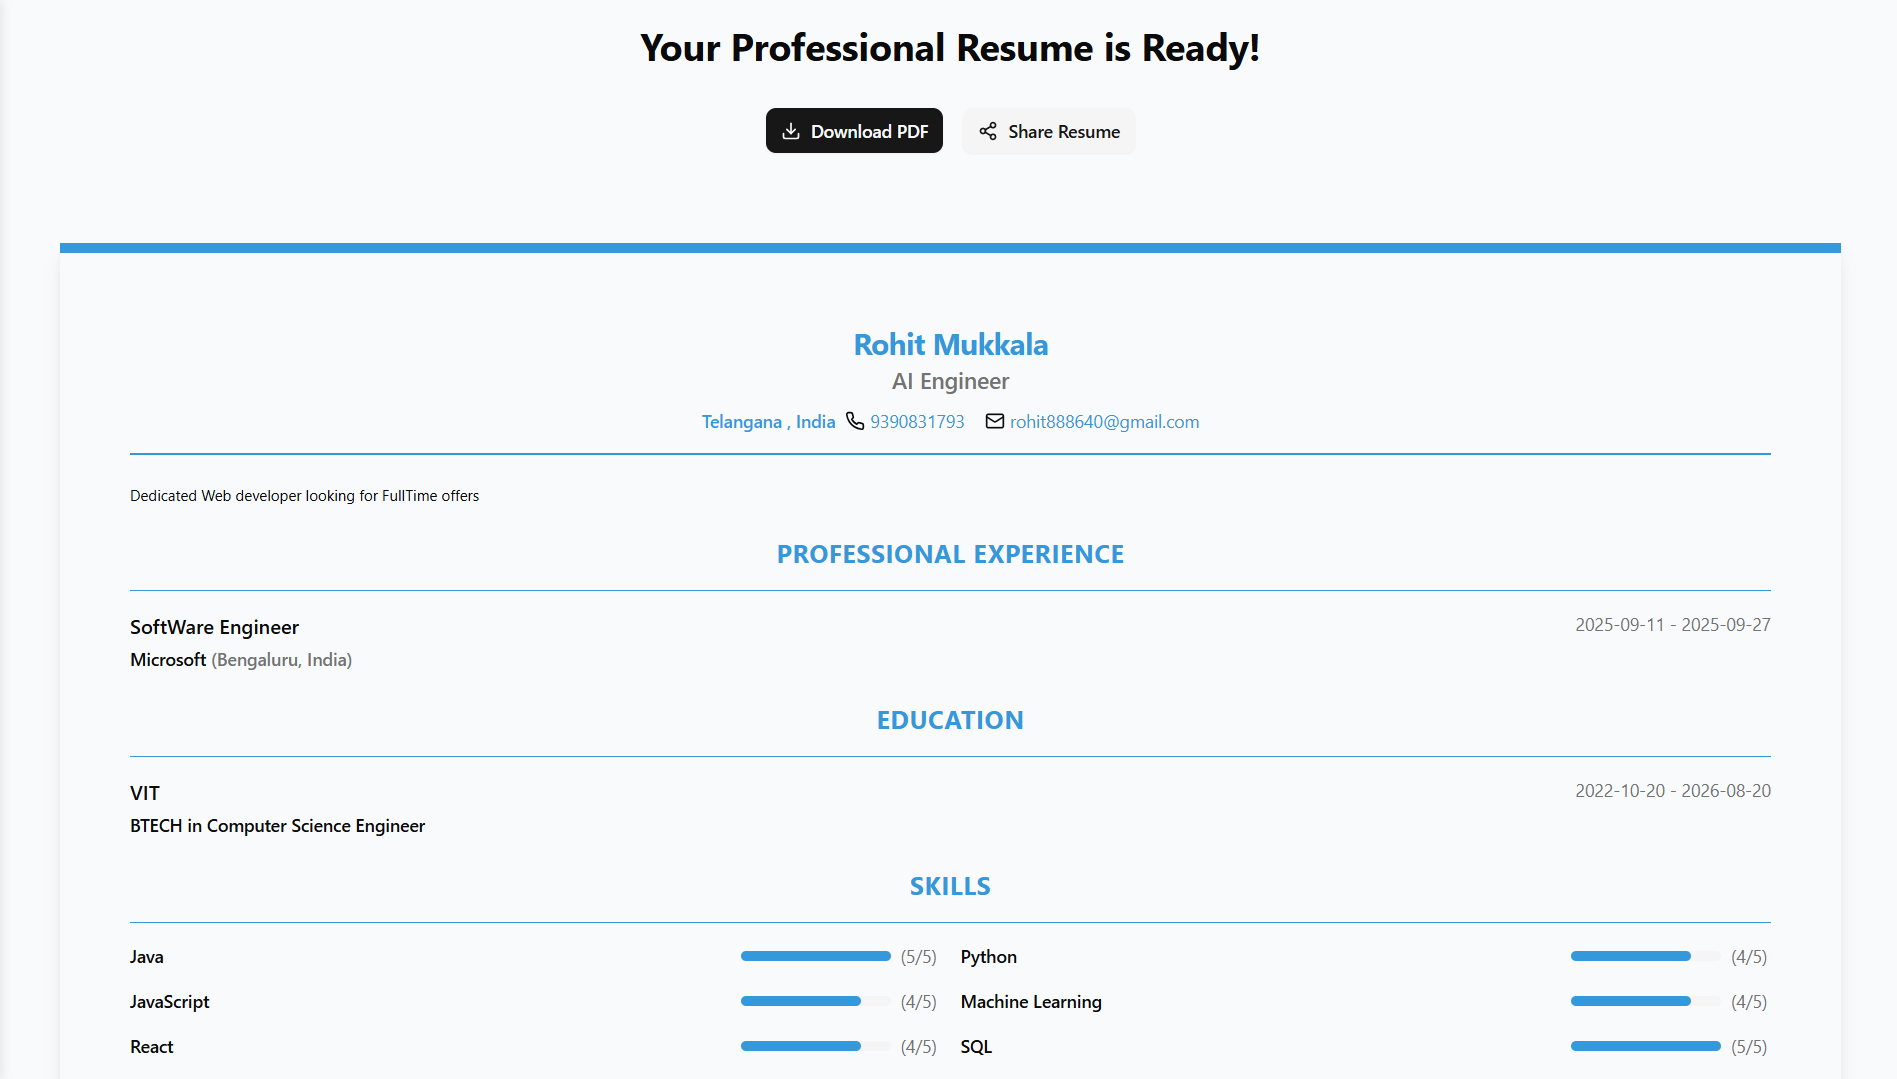 Your Professional Resume is Ready!
Download PDF Share Resume
Rohit Mukkala
AI Engineer
Telangana , India 9390831793 rohit888640@gmail.com
Dedicated Web developer looking for FullTime offers
PROFESSIONAL EXPERIENCE
SoftWare Engineer 2025-09-11 - 2025-09-27
Microsoft (Bengaluru, India)
EDUCATION
VIT 2022-10-20 - 2026-08-20
BTECH in Computer Science Engineer
SKILLS
Java (5/5) Python (4/5)
JavaScript (4/5) Machine Learning (4/5)
React (4/5) SQL (5/5)